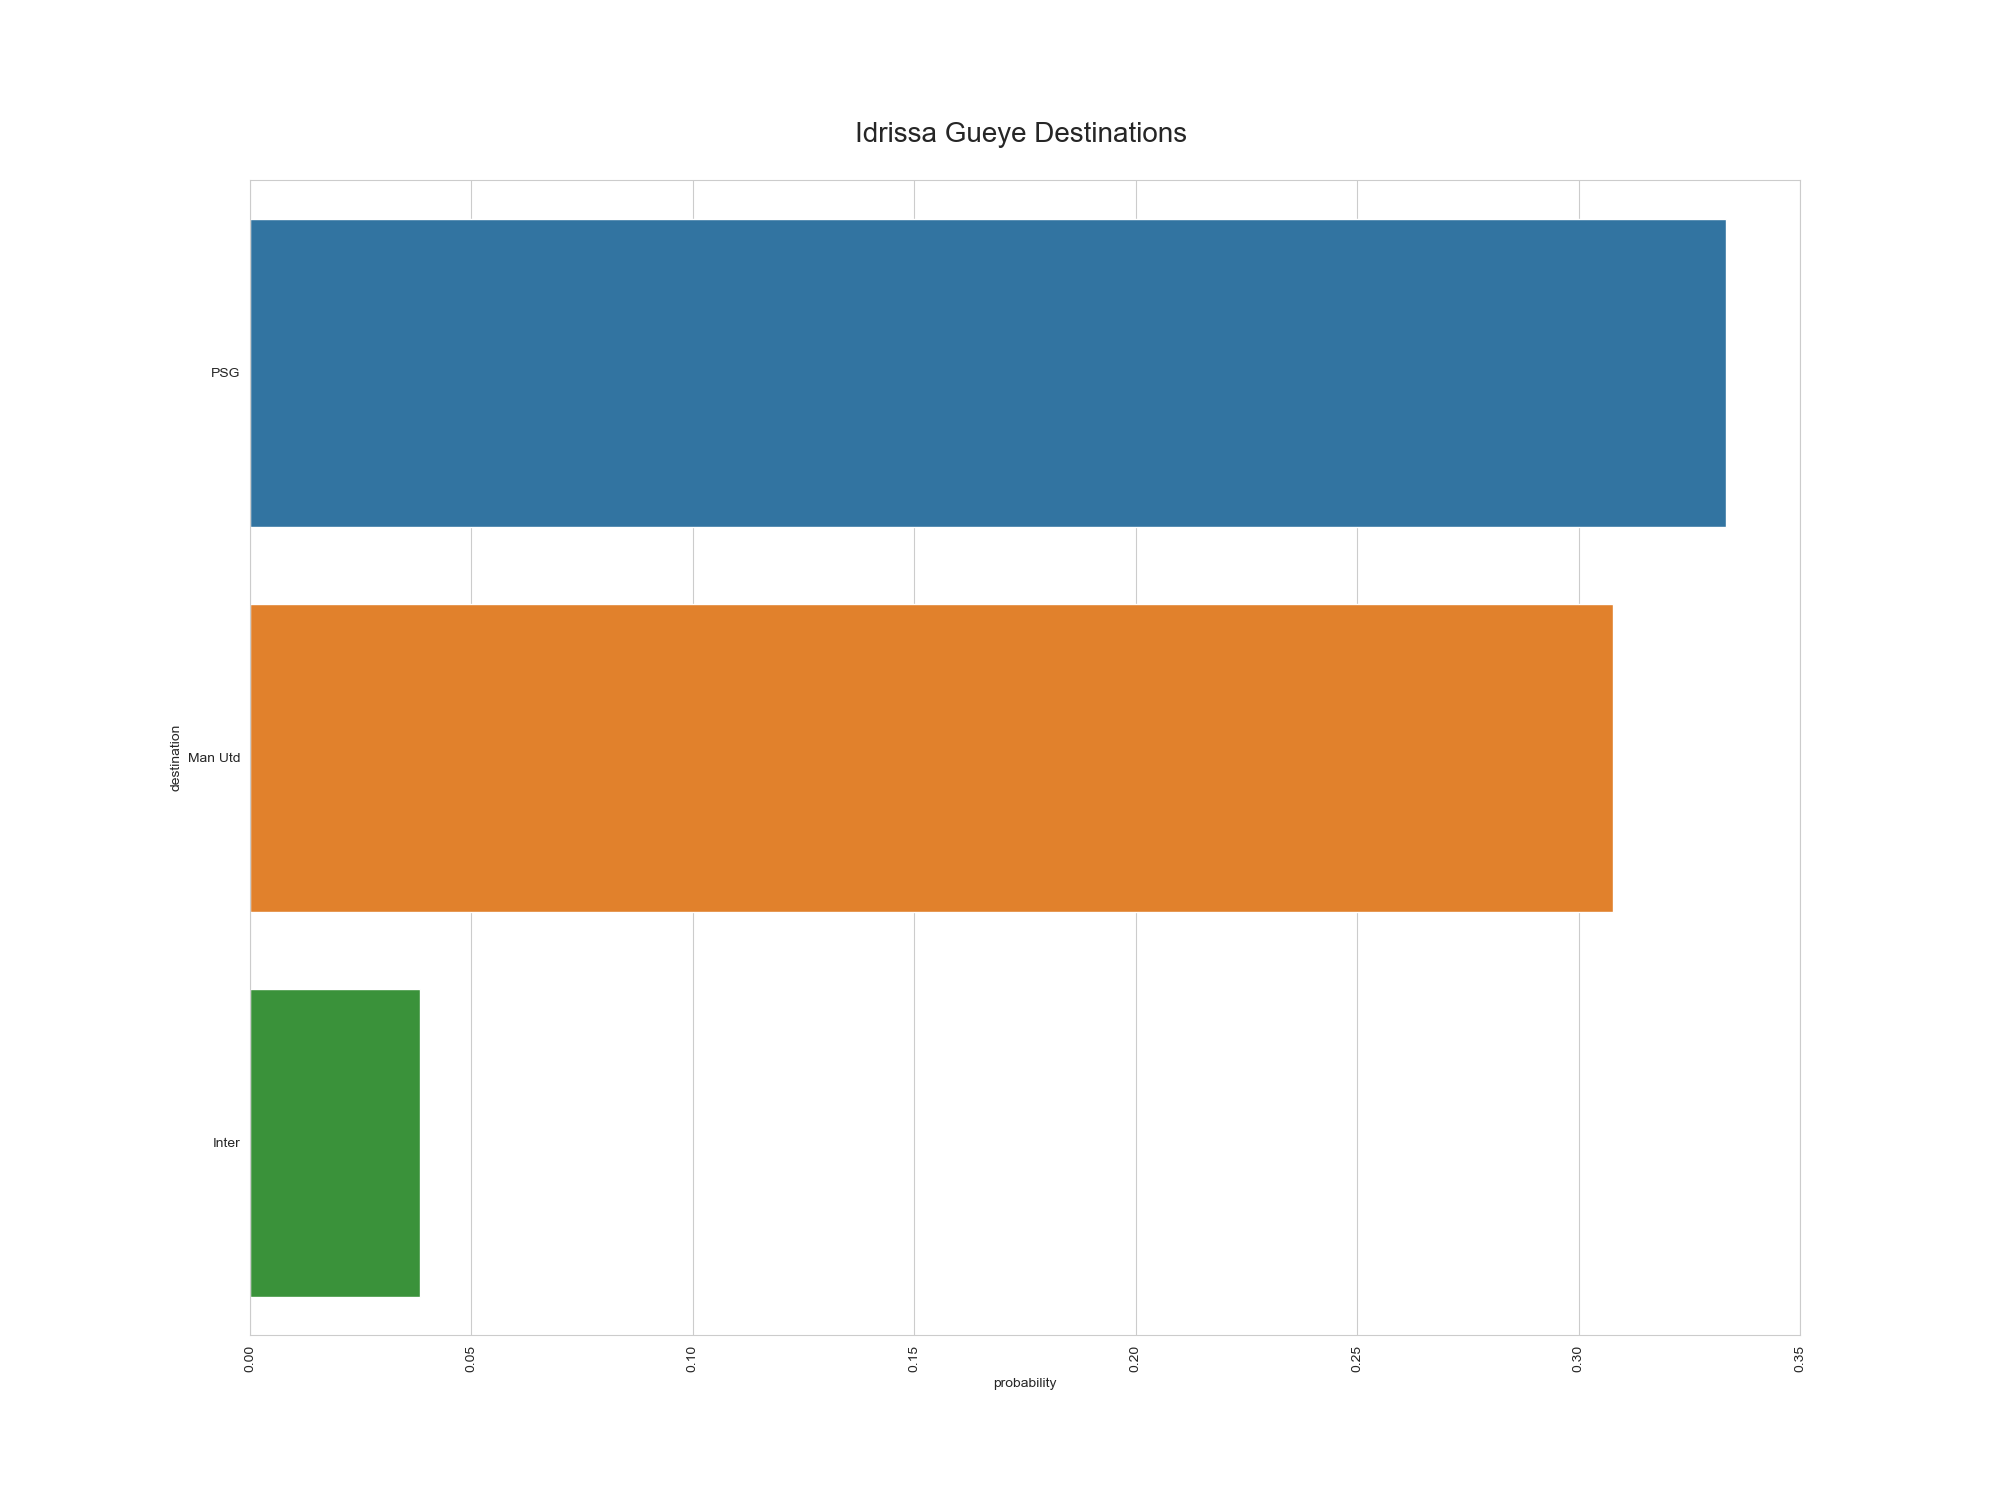 Idrissa Gueye Destinations
destination
PSG
Man Utd
Inter
0.00
0.05
0.10
0.15
0.20
0.25
0.30
0.35
probability